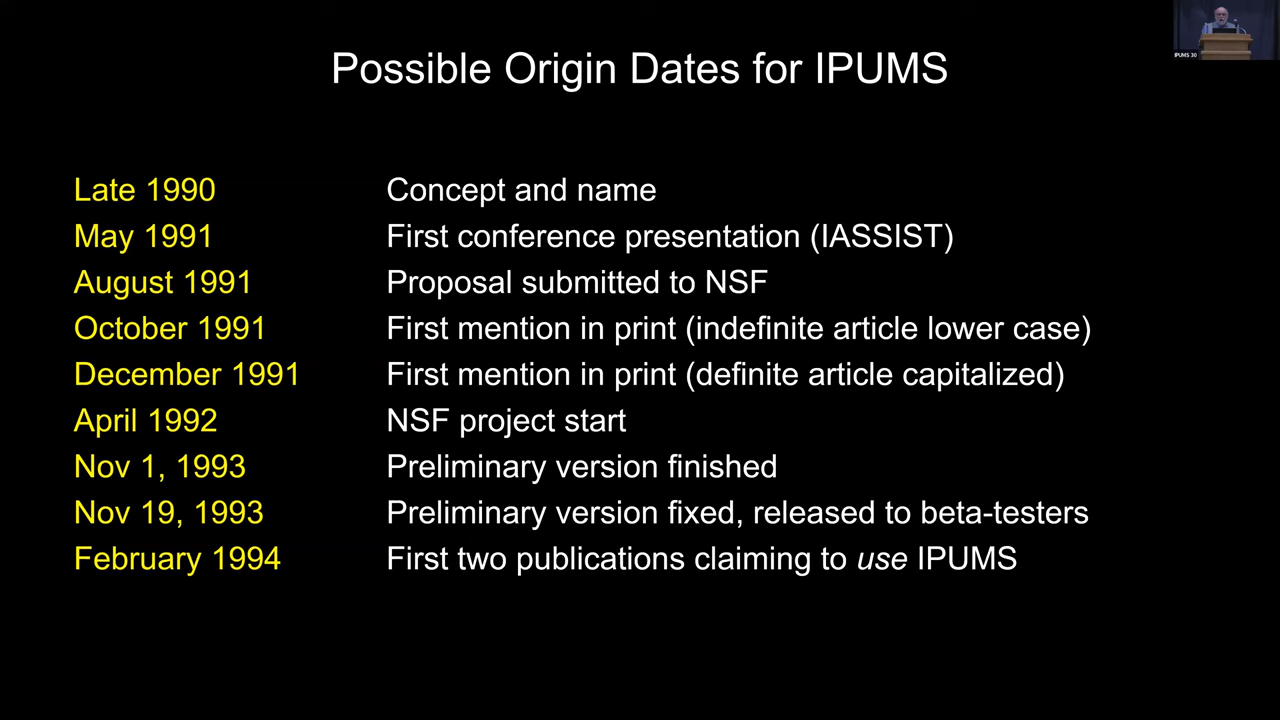 IPUMS 30
Possible Origin Dates for IPUMS
Late 1990 Concept and name
May 1991 First conference presentation (IASSIST)
August 1991 Proposal submitted to NSF
October 1991 First mention in print (indefinite article lower case)
December 1991 First mention in print (definite article capitalized)
April 1992 NSF project start
Nov 1, 1993 Preliminary version finished
Nov 19, 1993 Preliminary version fixed, released to beta-testers
February 1994 First two publications claiming to use IPUMS